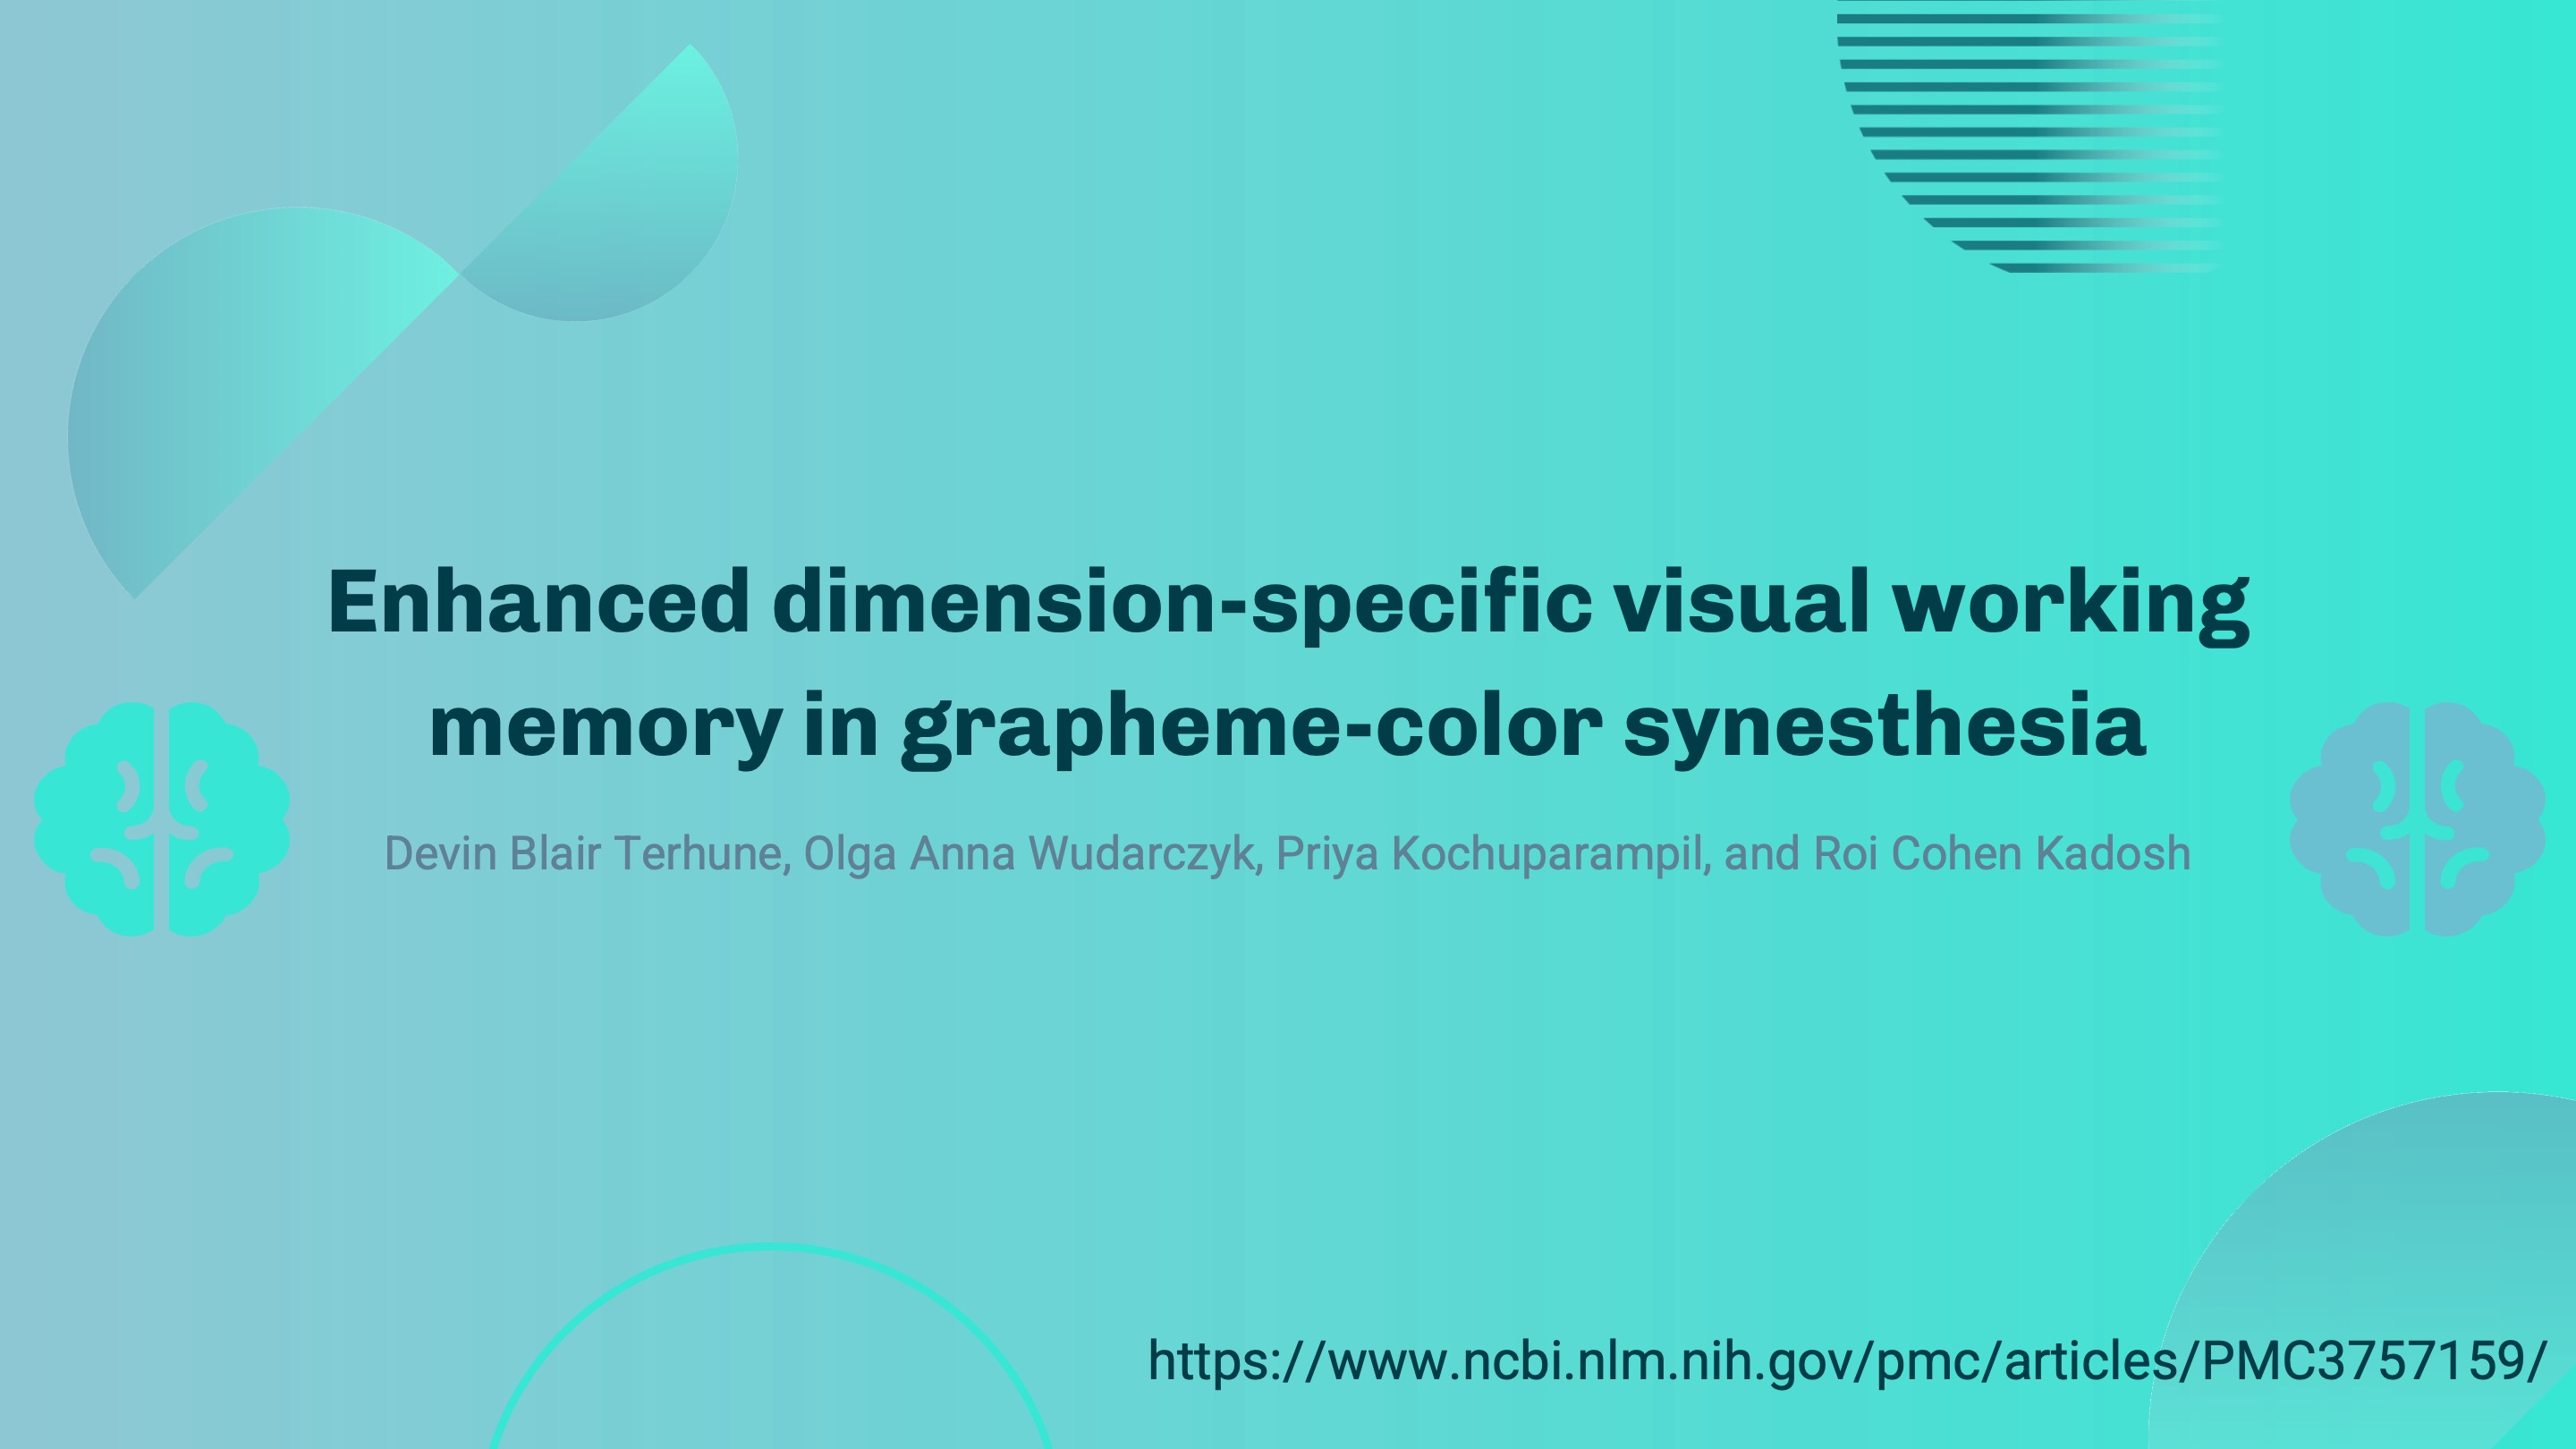 Enhanced dimension-specific visual working
memory in grapheme-color synesthesia
Devin Blair Terhune, Olga Anna Wudarczyk, Priya Kochuparampil, and Roi Cohen Kadosh
https://www.ncbi.nlm.nih.gov/pmc/articles/PMC3757159/